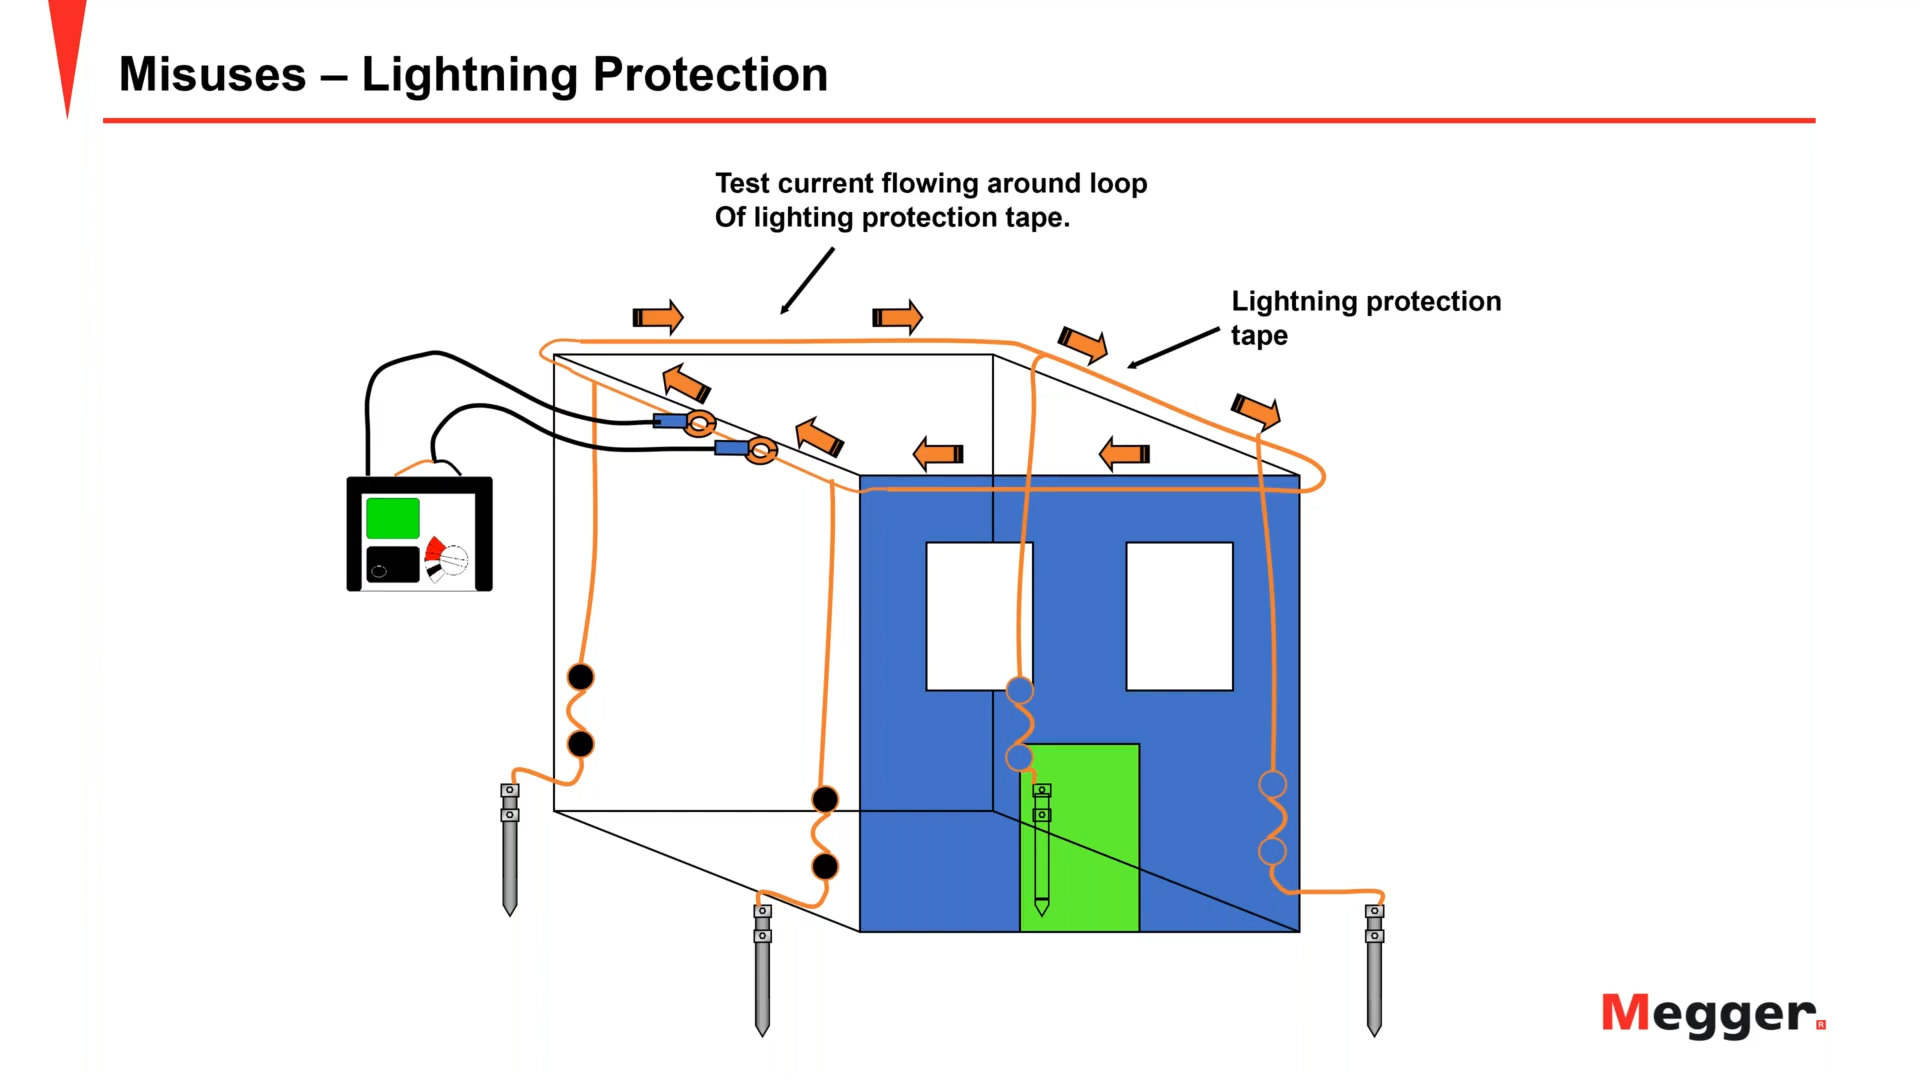 Misuses – Lightning Protection
Test current flowing around loop
Of lighting protection tape.
Lightning protection
tape
Megger
R